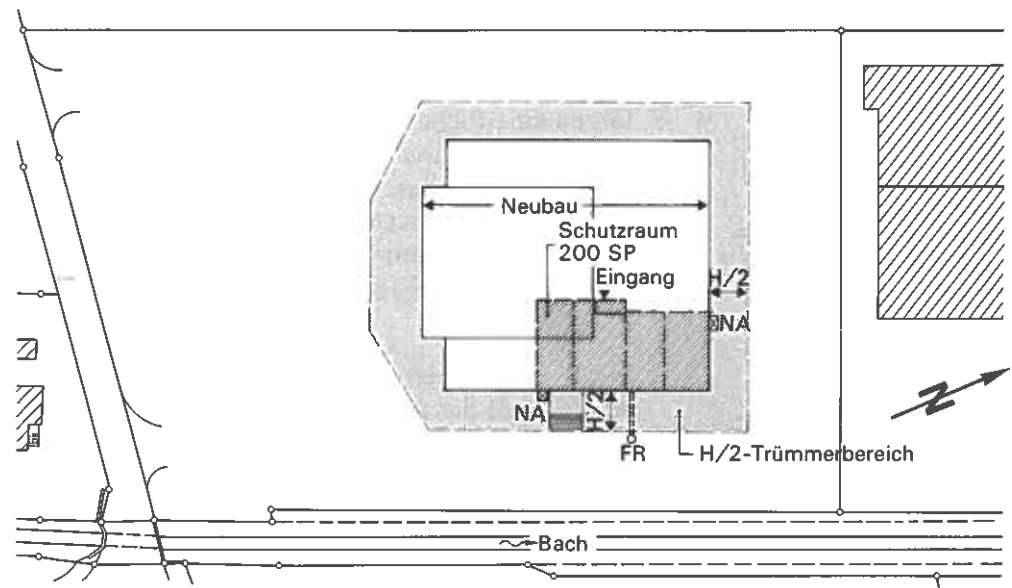 Neubau
Schutzraum
200 SP
Eingang
H/2
NA
NA
H/2
FR
H/2-Trümmerbereich
N
Bach